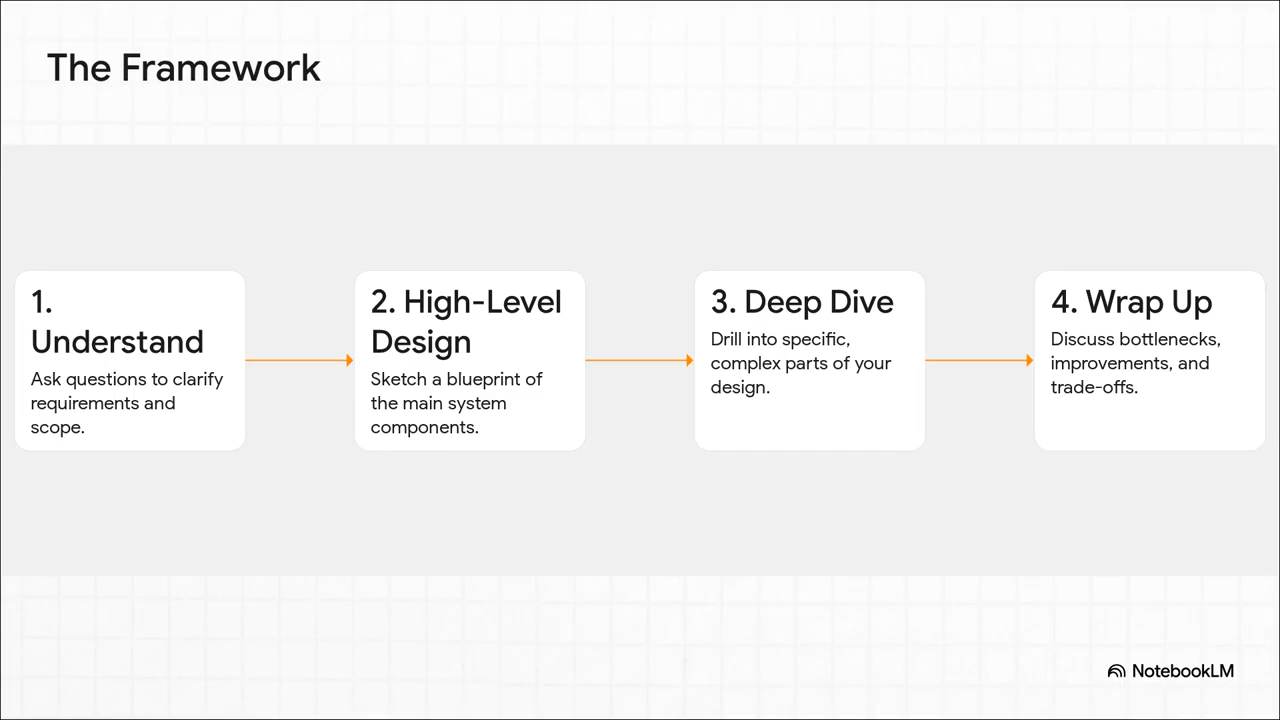 The Framework
1.
Understand
Ask questions to clarify
requirements and
scope.
2. High-Level
Design
Sketch a blueprint of
the main system
components.
3. Deep Dive
Drill into specific,
complex parts of your
design.
4. Wrap Up
Discuss bottlenecks,
improvements, and
trade-offs.
NotebookLM